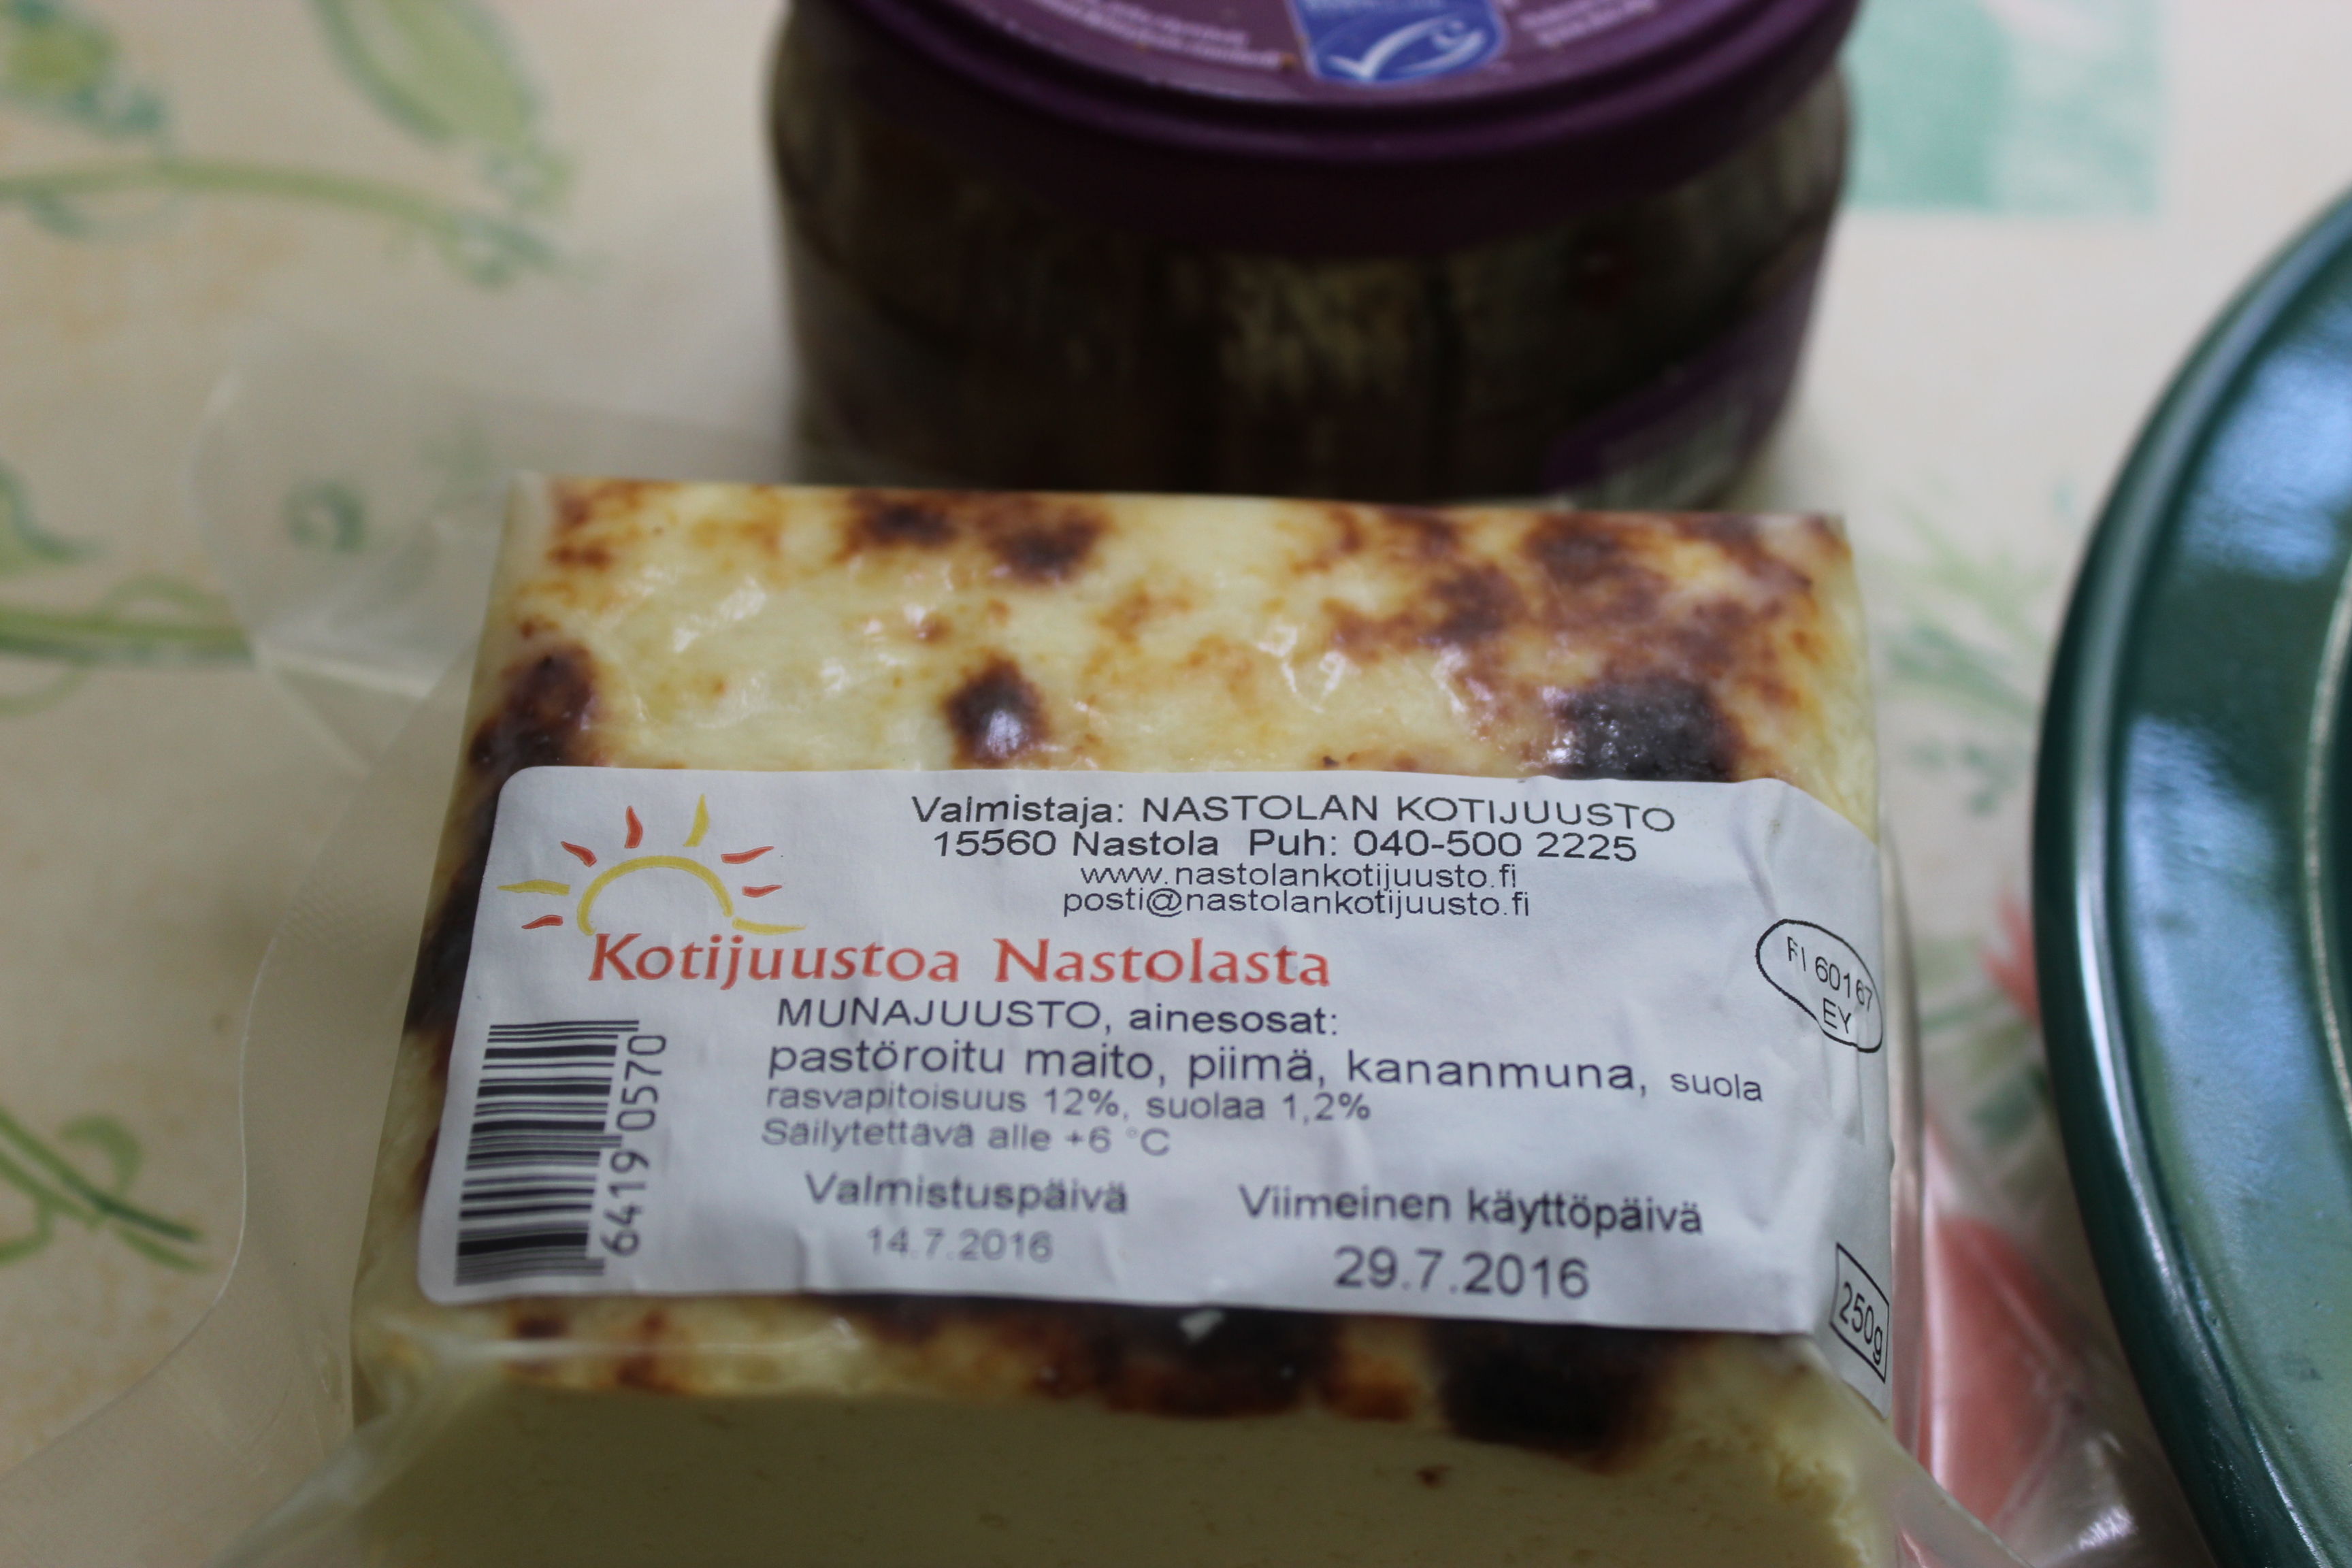 Valmistaja: NASTOLAN KOTIJUUSTO
15560 Nastola Puh: 040-500 2225
www.nastolankotijuusto.fi
posti@nastolankotijuusto.fi
Kotijuustoa Nastolasta
FI 60167
EY
MUNAJUUSTO, ainesosat:
pastöroitu maito, piimä, kananmuna, suola
rasvapitoisuus 12%, suolaa 1,2%
Säilytettävä alle +6 °C
Valmistuspäivä Viimeinen käyttöpäivä
14.7.2016 29.7.2016
250g
6419 0570